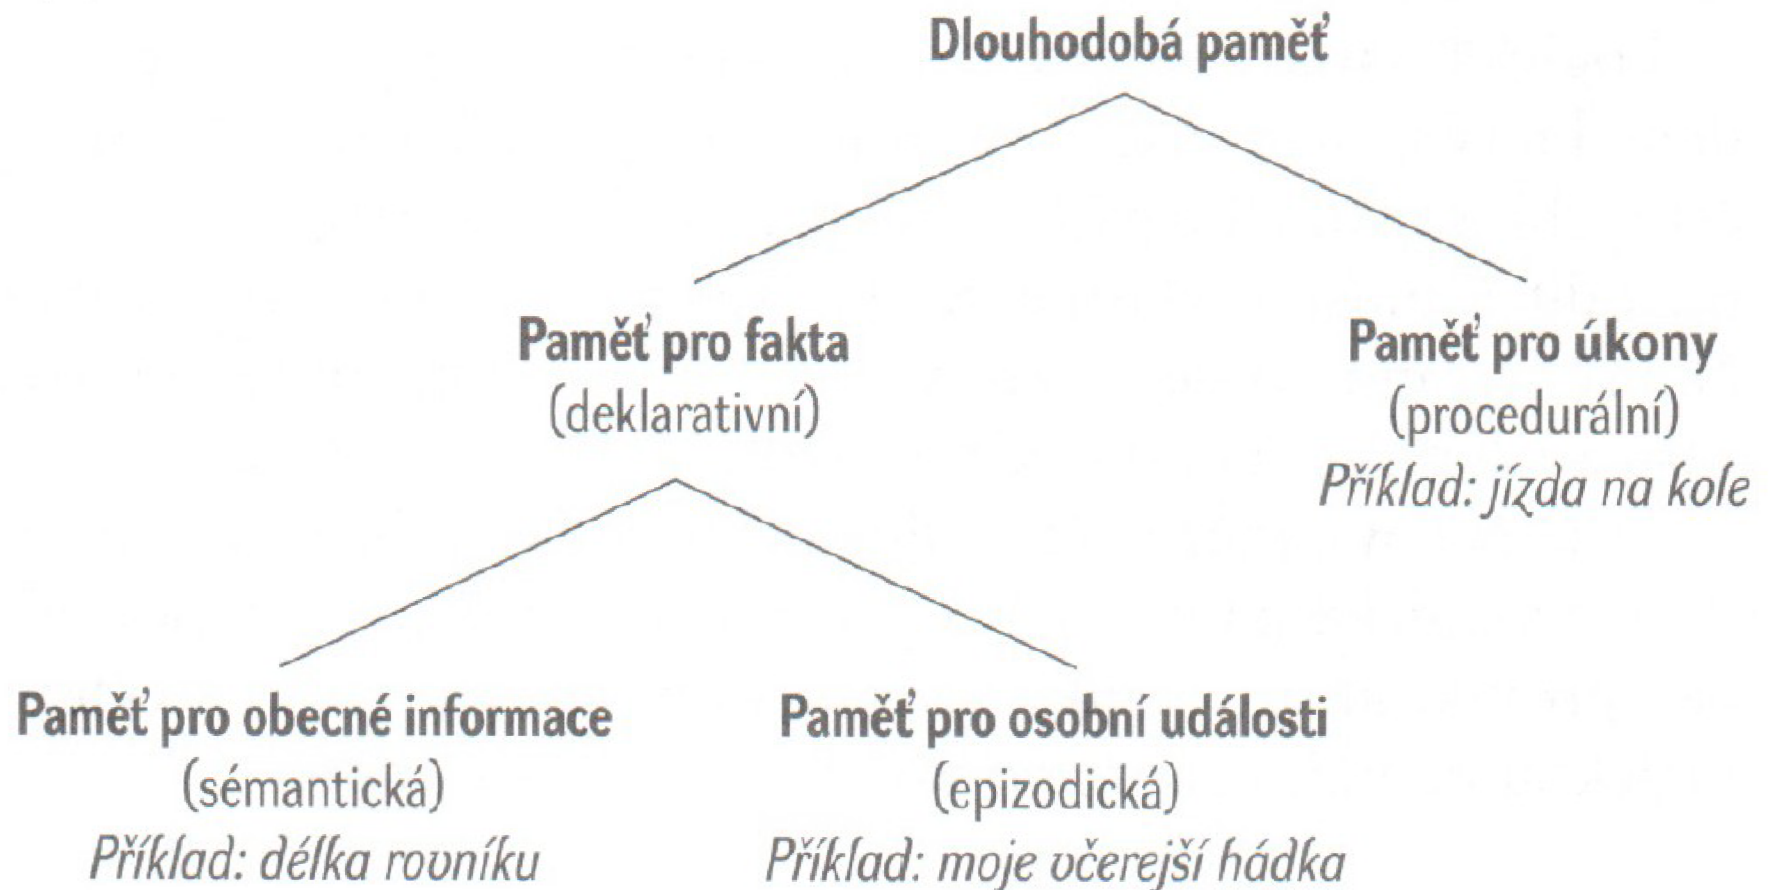 Dlouhodobá paměť
Paměť pro fakta
(deklarativní)
Paměť pro úkony
(procedurální)
Příklad: jízda na kole
Paměť pro obecné informace
(sémantická)
Příklad: délka rovníku
Paměť pro osobní události
(epizodická)
Příklad: moje včerejší hádka